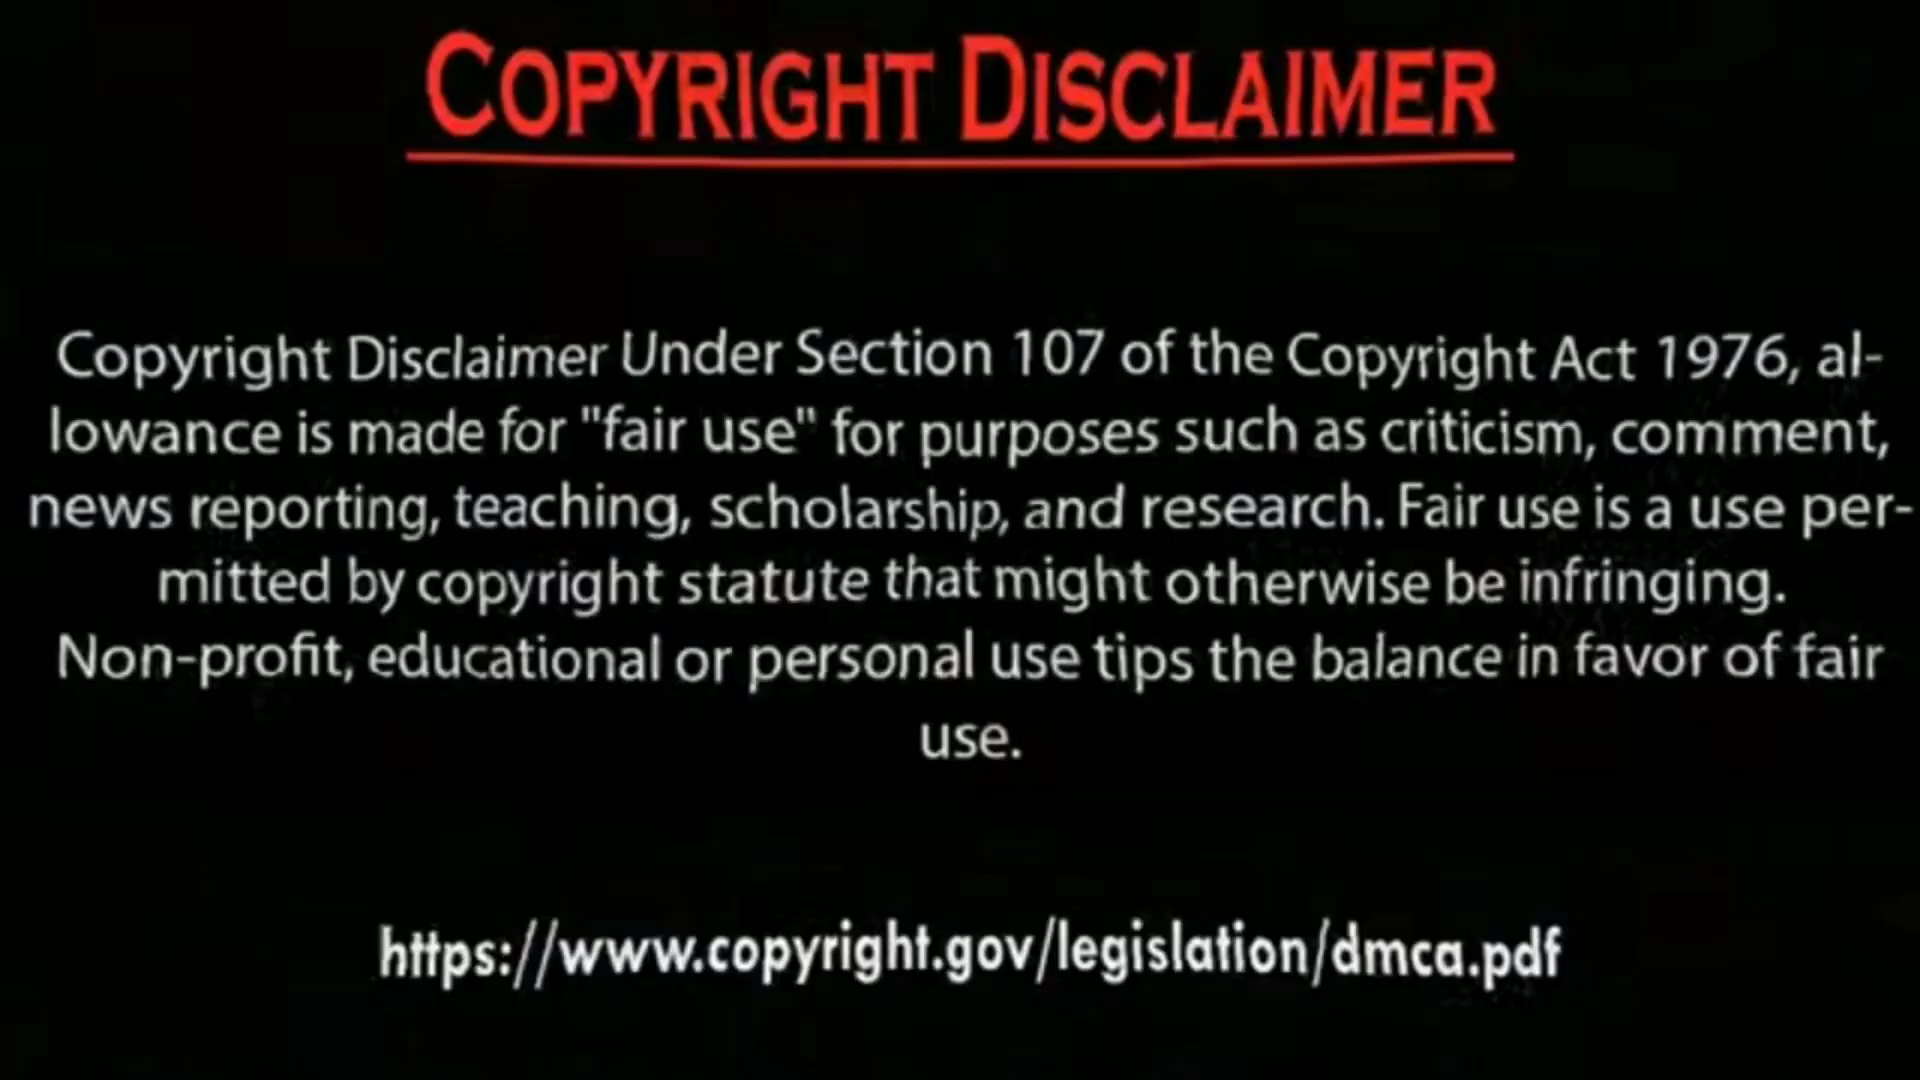 COPYRIGHT DISCLAIMER
Copyright Disclaimer Under Section 107 of the Copyright Act 1976, al-
lowance is made for "fair use" for purposes such as criticism, comment,
news reporting, teaching, scholarship, and research. Fair use is a use per-
mitted by copyright statute that might otherwise be infringing.
Non-profit, educational or personal use tips the balance in favor of fair
use.
https://www.copyright.gov/legislation/dmca.pdf